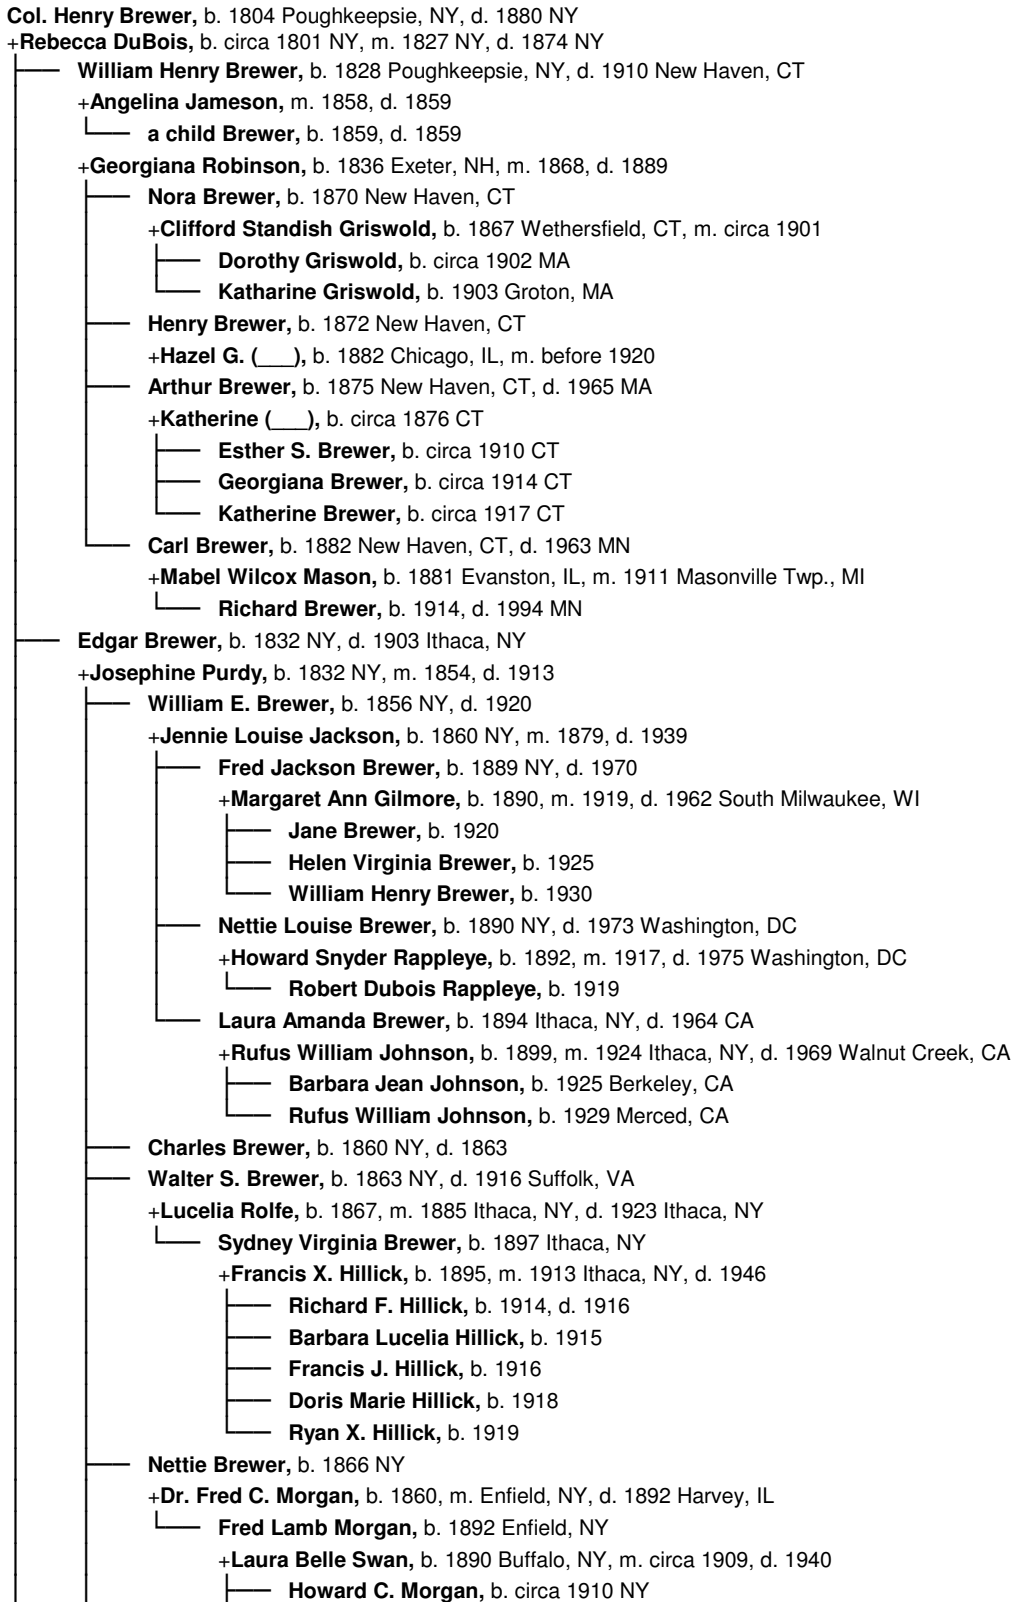 Col. Henry Brewer, b. 1804 Poughkeepsie, NY, d. 1880 NY
+Rebecca DuBois, b. circa 1801 NY, m. 1827 NY, d. 1874 NY
William Henry Brewer, b. 1828 Poughkeepsie, NY, d. 1910 New Haven, CT
+Angelina Jameson, m. 1858, d. 1859
a child Brewer, b. 1859, d. 1859
+Georgiana Robinson, b. 1836 Exeter, NH, m. 1868, d. 1889
Nora Brewer, b. 1870 New Haven, CT
+Clifford Standish Griswold, b. 1867 Wethersfield, CT, m. circa 1901
Dorothy Griswold, b. circa 1902 MA
Katharine Griswold, b. 1903 Groton, MA
Henry Brewer, b. 1872 New Haven, CT
+Hazel G. (___), b. 1882 Chicago, IL, m. before 1920
Arthur Brewer, b. 1875 New Haven, CT, d. 1965 MA
+Katherine (___), b. circa 1876 CT
Esther S. Brewer, b. circa 1910 CT
Georgiana Brewer, b. circa 1914 CT
Katherine Brewer, b. circa 1917 CT
Carl Brewer, b. 1882 New Haven, CT, d. 1963 MN
+Mabel Wilcox Mason, b. 1881 Evanston, IL, m. 1911 Masonville Twp., MI
Richard Brewer, b. 1914, d. 1994 MN
Edgar Brewer, b. 1832 NY, d. 1903 Ithaca, NY
+Josephine Purdy, b. 1832 NY, m. 1854, d. 1913
William E. Brewer, b. 1856 NY, d. 1920
+Jennie Louise Jackson, b. 1860 NY, m. 1879, d. 1939
Fred Jackson Brewer, b. 1889 NY, d. 1970
+Margaret Ann Gilmore, b. 1890, m. 1919, d. 1962 South Milwaukee, WI
Jane Brewer, b. 1920
Helen Virginia Brewer, b. 1925
William Henry Brewer, b. 1930
Nettie Louise Brewer, b. 1890 NY, d. 1973 Washington, DC
+Howard Snyder Rappleye, b. 1892, m. 1917, d. 1975 Washington, DC
Robert Dubois Rappleye, b. 1919
Laura Amanda Brewer, b. 1894 Ithaca, NY, d. 1964 CA
+Rufus William Johnson, b. 1899, m. 1924 Ithaca, NY, d. 1969 Walnut Creek, CA
Barbara Jean Johnson, b. 1925 Berkeley, CA
Rufus William Johnson, b. 1929 Merced, CA
Charles Brewer, b. 1860 NY, d. 1863
Walter S. Brewer, b. 1863 NY, d. 1916 Suffolk, VA
+Lucelia Rolfe, b. 1867, m. 1885 Ithaca, NY, d. 1923 Ithaca, NY
Sydney Virginia Brewer, b. 1897 Ithaca, NY
+Francis X. Hillick, b. 1895, m. 1913 Ithaca, NY, d. 1946
Richard F. Hillick, b. 1914, d. 1916
Barbara Lucelia Hillick, b. 1915
Francis J. Hillick, b. 1916
Doris Marie Hillick, b. 1918
Ryan X. Hillick, b. 1919
Nettie Brewer, b. 1866 NY
+Dr. Fred C. Morgan, b. 1860, m. Enfield, NY, d. 1892 Harvey, IL
Fred Lamb Morgan, b. 1892 Enfield, NY
+Laura Belle Swan, b. 1890 Buffalo, NY, m. circa 1909, d. 1940
Howard C. Morgan, b. circa 1910 NY